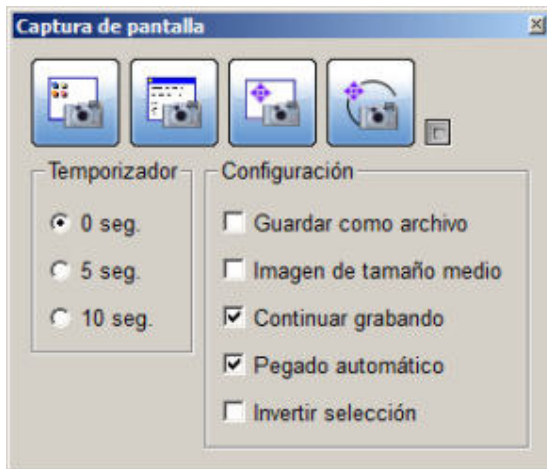 Captura de pantalla
Temporizador
0 seg.
5 seg.
10 seg.
Configuración
Guardar como archivo
Imagen de tamaño medio
Continuar grabando
Pegado automático
Invertir selección